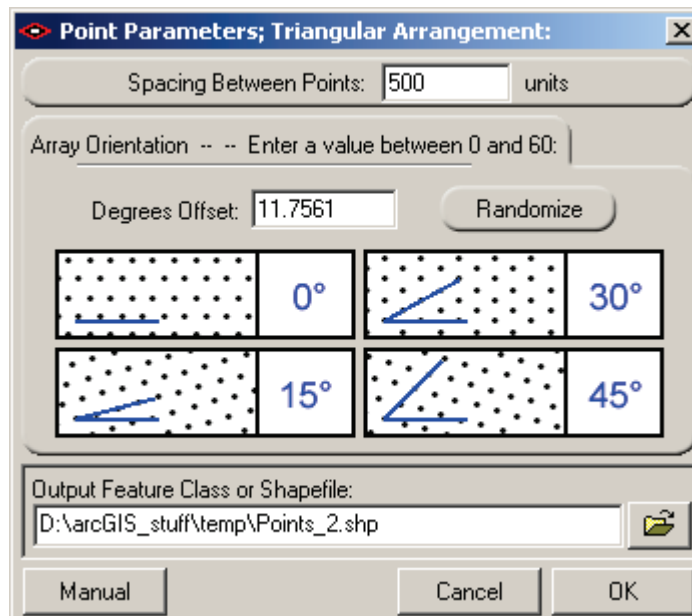 Point Parameters; Triangular Arrangement:
Spacing Between Points: 500 units
Array Orientation -- -- Enter a value between 0 and 60:
Degrees Offset: 11.7561 Randomize
0° 30°
15° 45°
Output Feature Class or Shapefile:
D:\arcGIS_stuff\temp\Points_2.shp
Manual Cancel OK